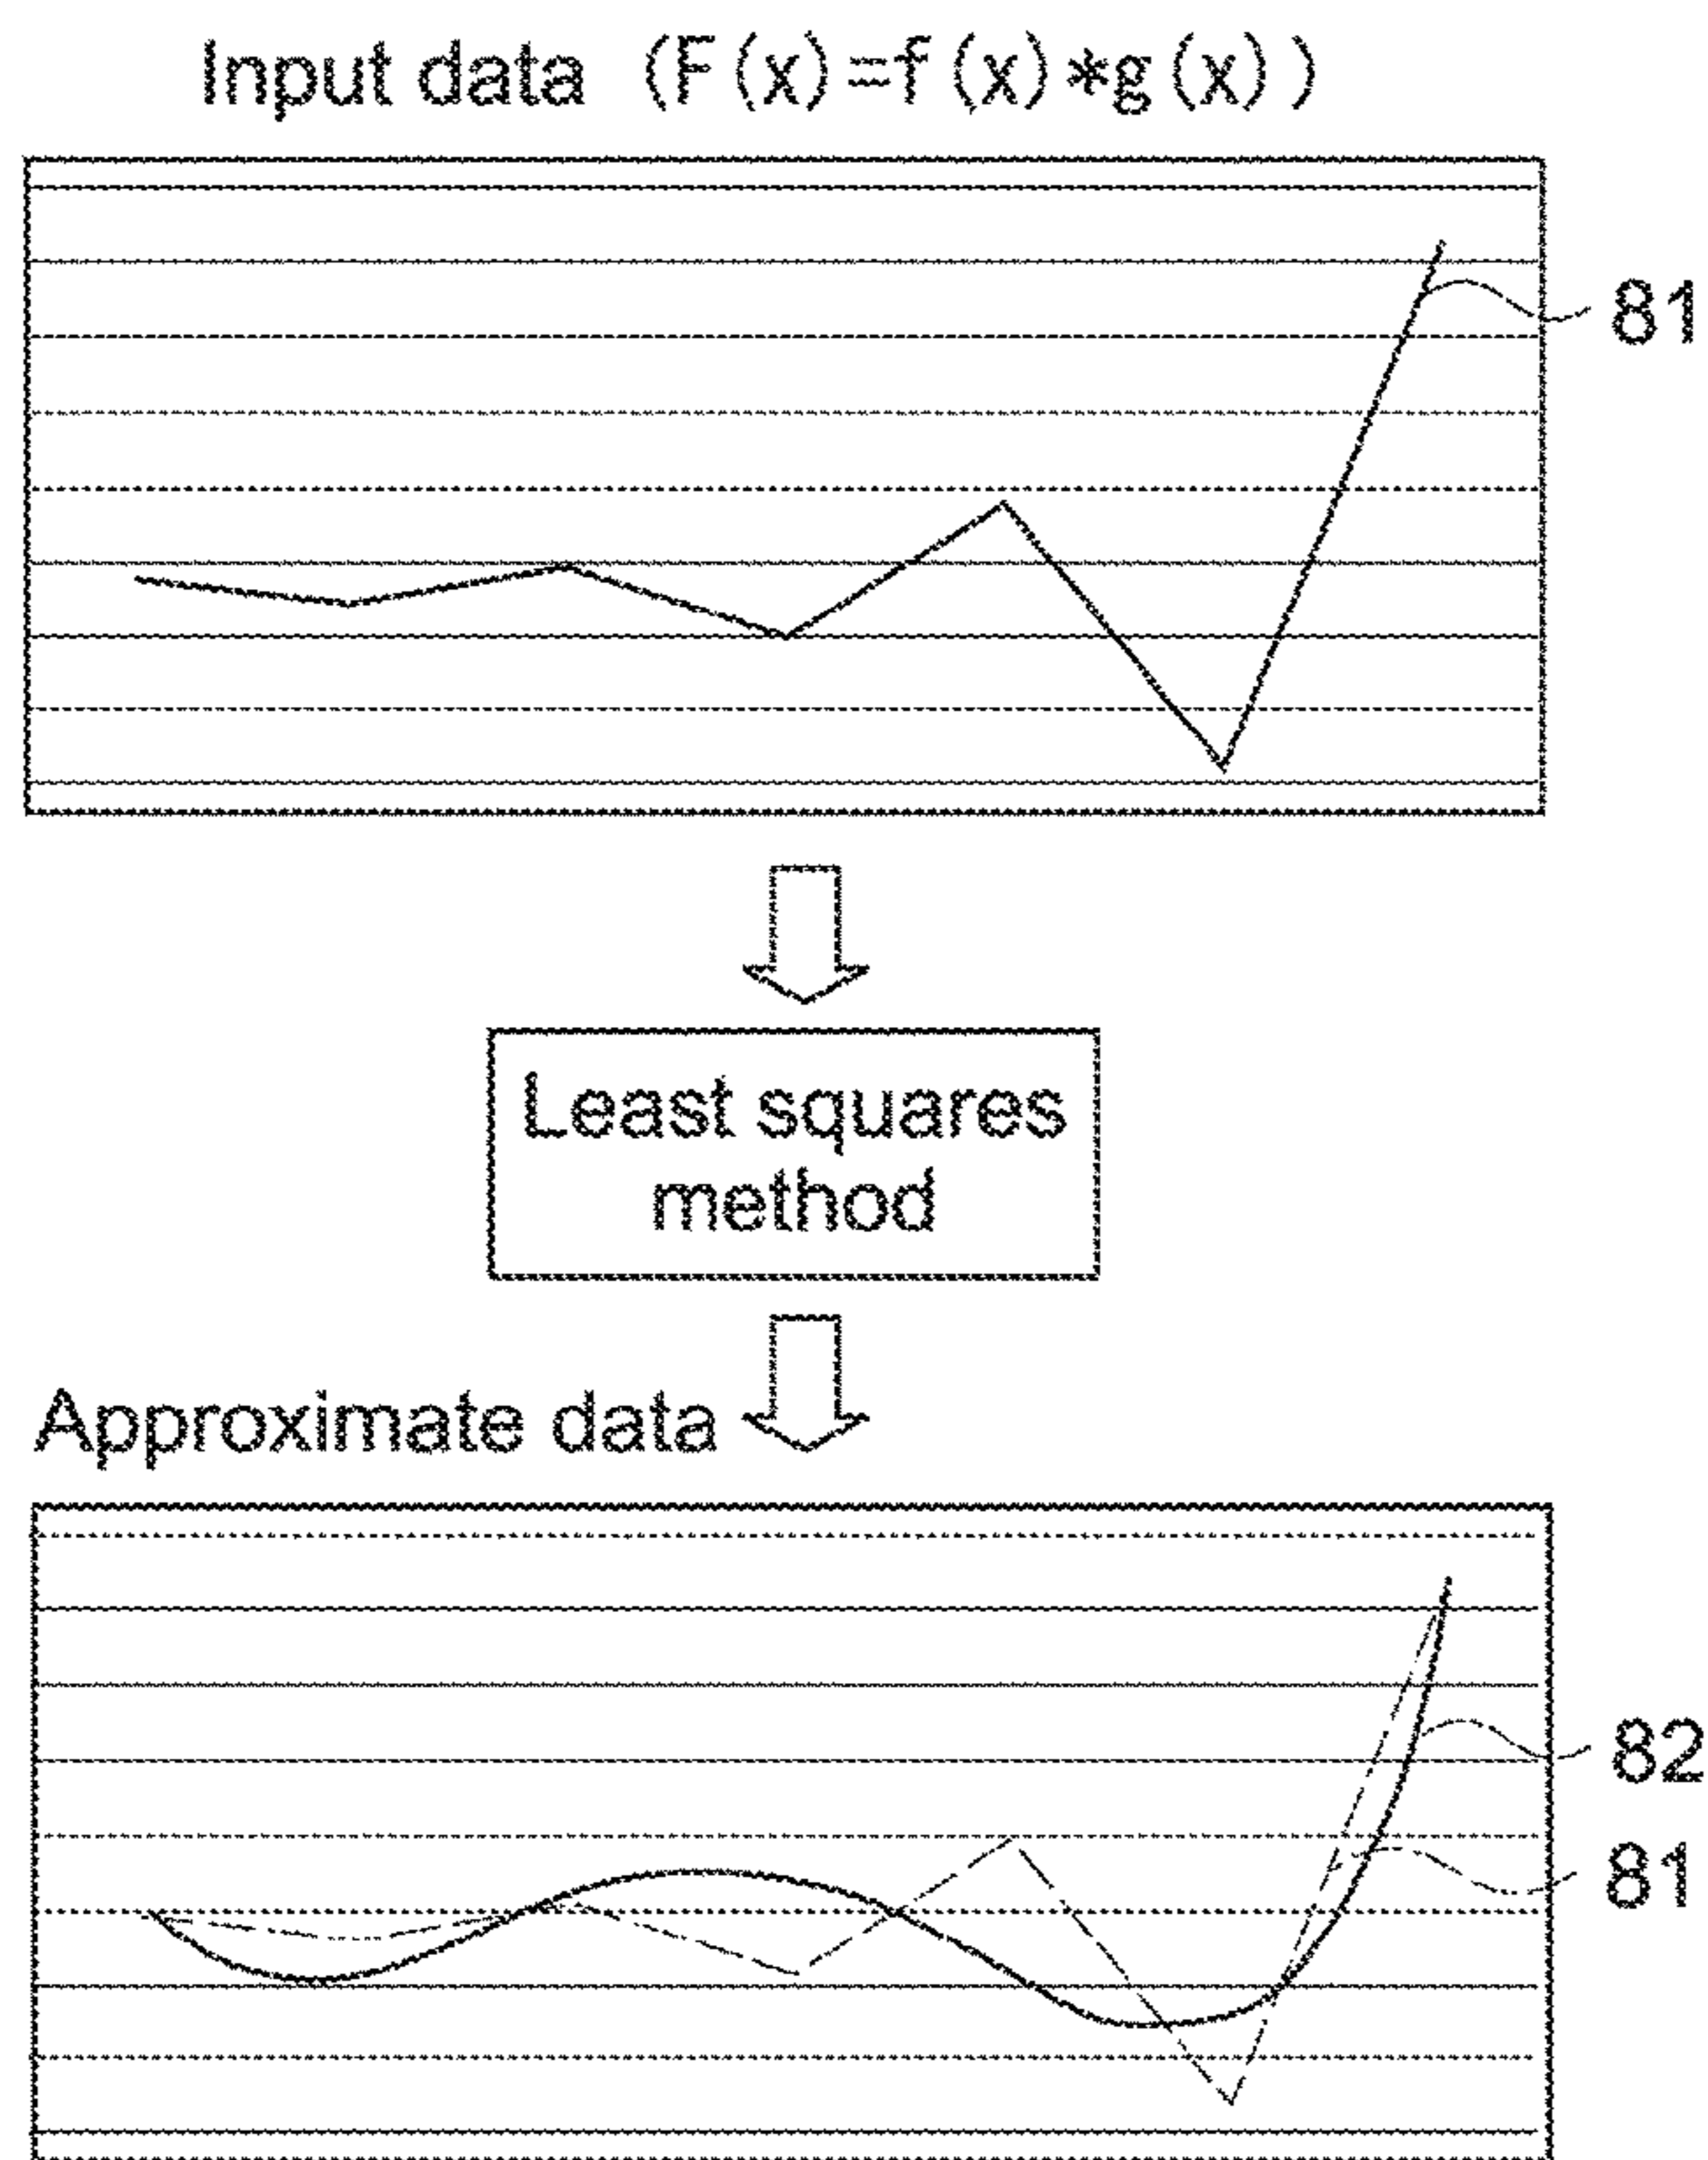 Input data (F(x)=f(x)*g(x))
81
Least squares
method
Approximate data
82
81